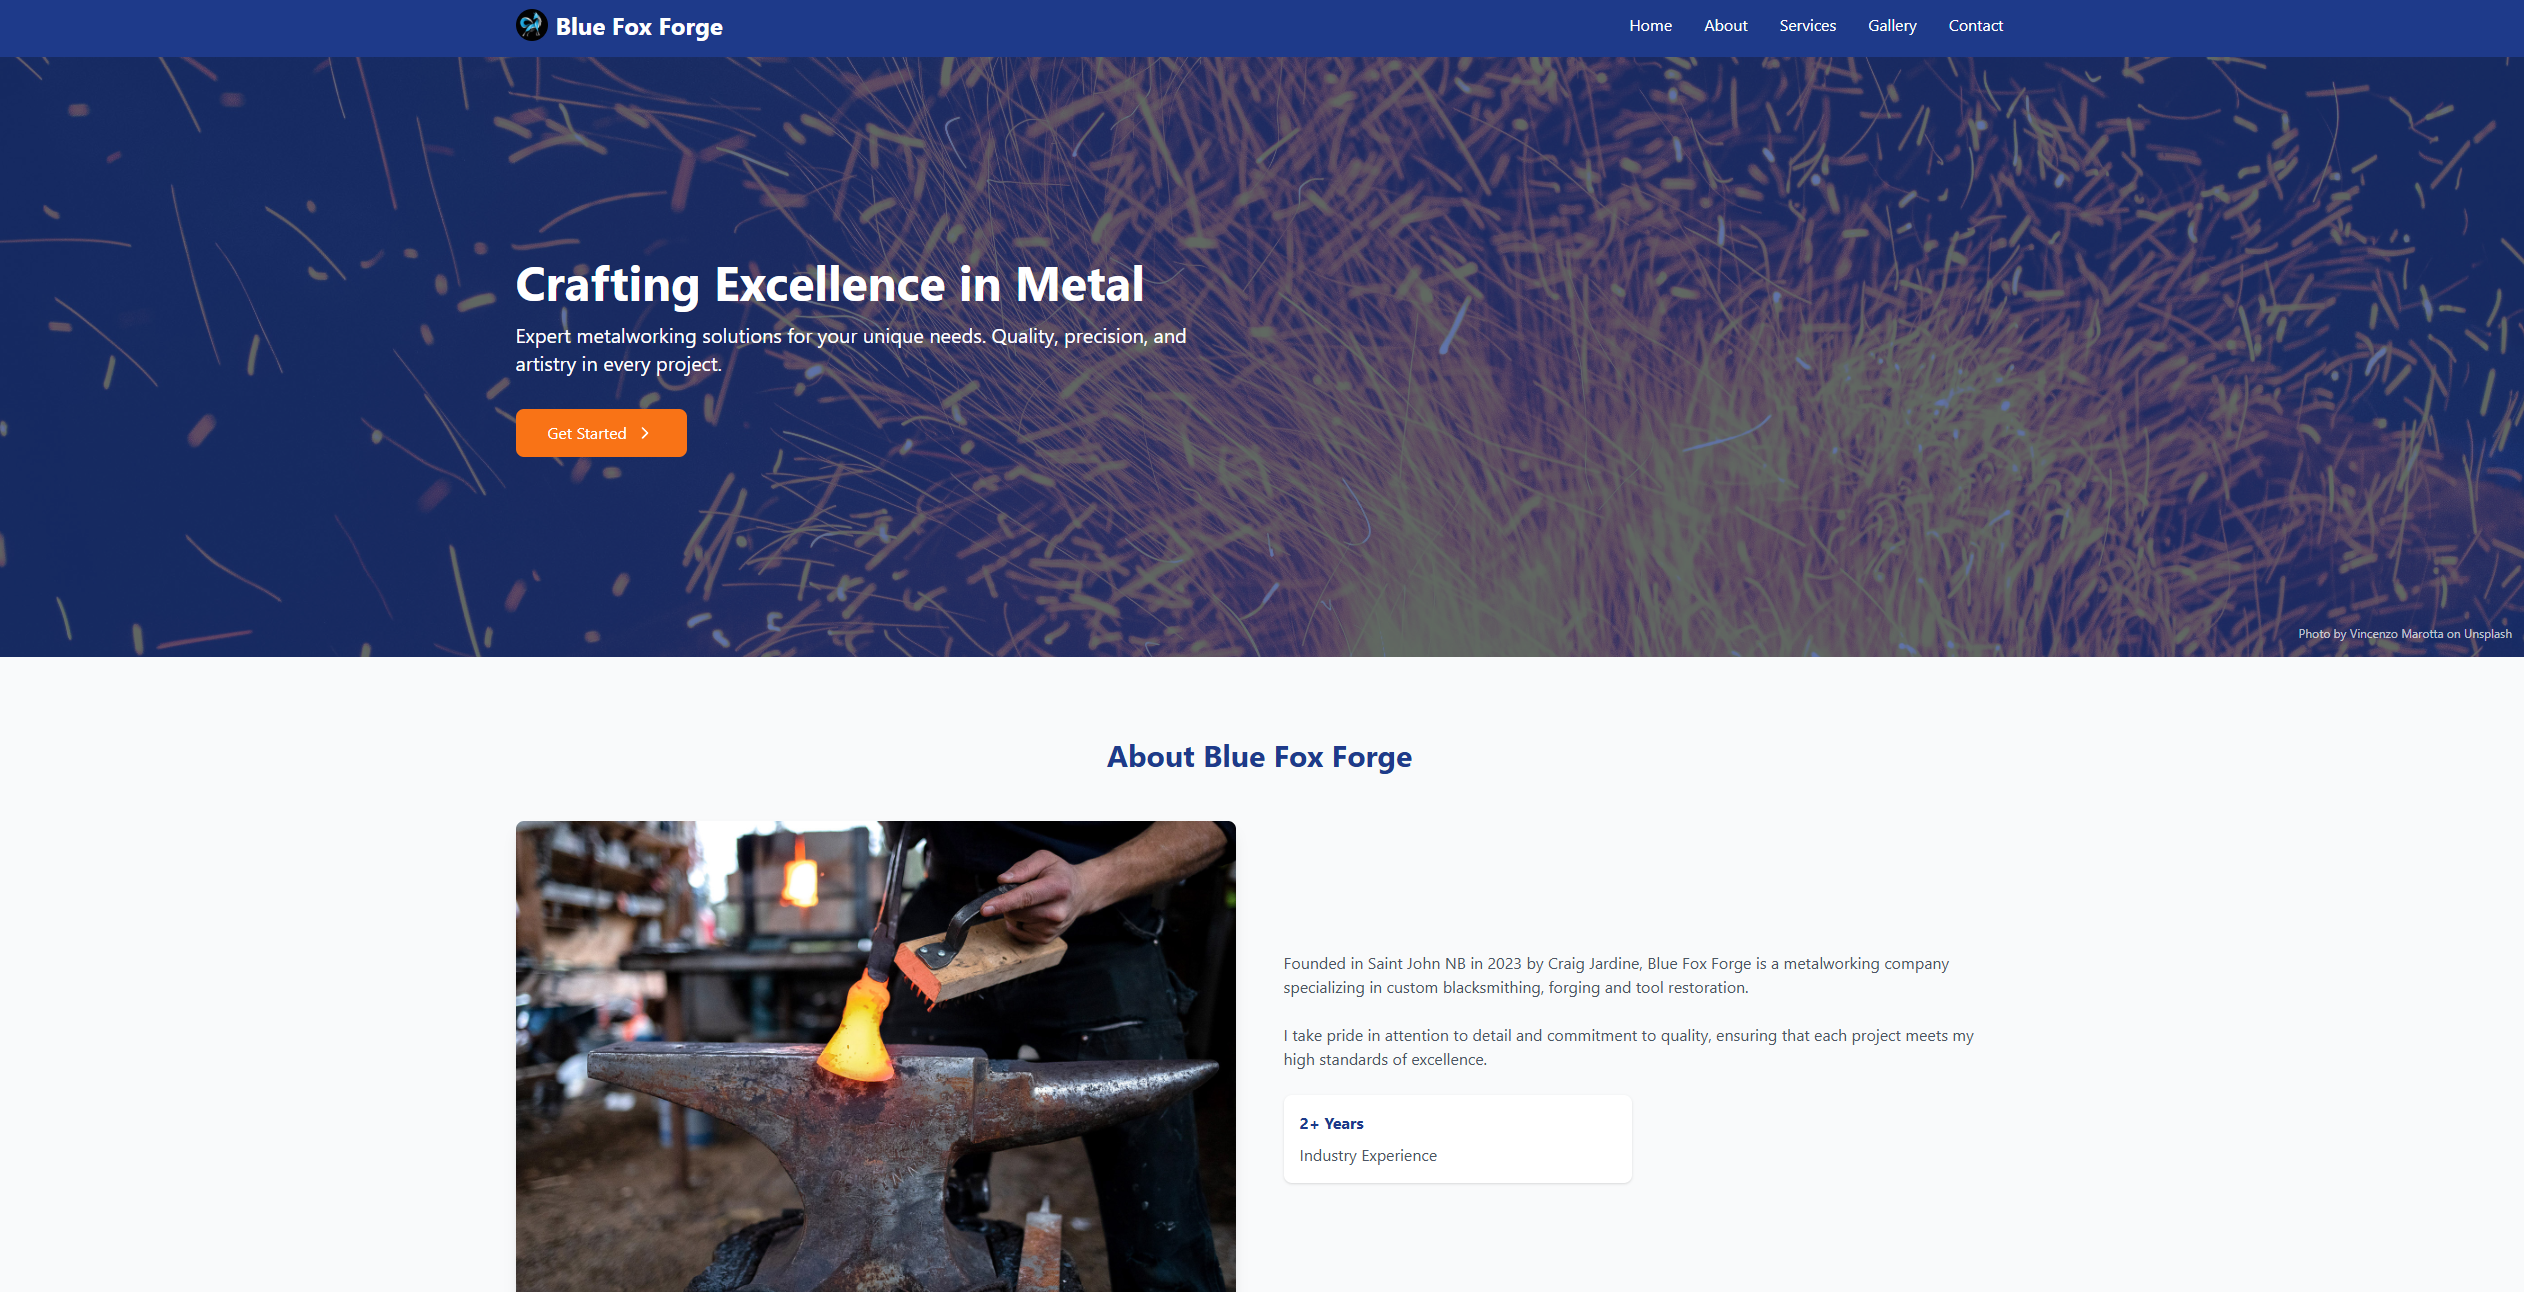 Blue Fox Forge
Home About Services Gallery Contact
Crafting Excellence in Metal
Expert metalworking solutions for your unique needs. Quality, precision, and
artistry in every project.
Get Started
Photo by Vincenzo Marotta on Unsplash
About Blue Fox Forge
Founded in Saint John NB in 2023 by Craig Jardine, Blue Fox Forge is a metalworking company
specializing in custom blacksmithing, forging and tool restoration.
I take pride in attention to detail and commitment to quality, ensuring that each project meets my
high standards of excellence.
2+ Years
Industry Experience